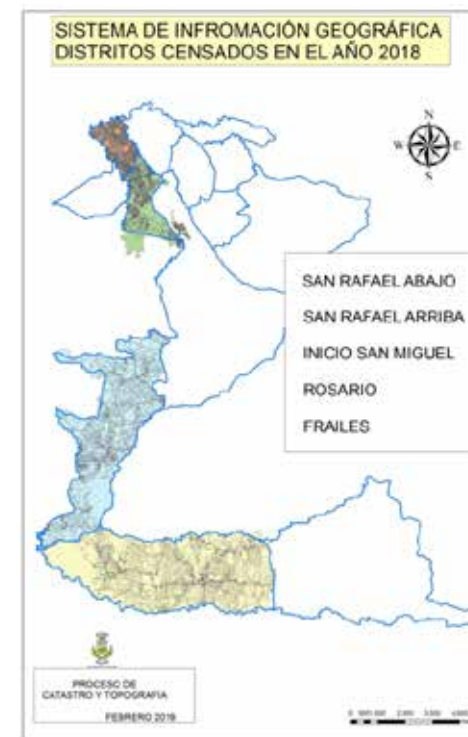 SISTEMA DE INFROMACIÓN GEOGRÁFICA
DISTRITOS CENSADOS EN EL AÑO 2018
N
W
E
S
SAN RAFAEL ABAJO
SAN RAFAEL ARRIBA
INICIO SAN MIGUEL
ROSARIO
FRAILES
PROCESO DE
CATASTRO Y TOPOGRAFIA
FEBRERO 2019